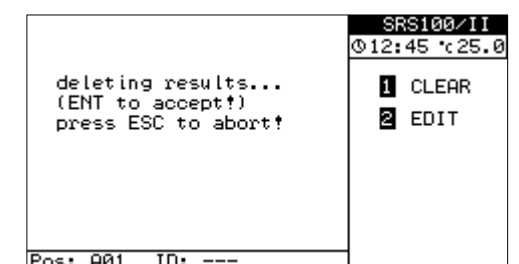 SRS100/II
12:45 °c25.0
deleting results...
(ENT to accept!)
press ESC to abort!
1 CLEAR
2 EDIT
Pos: A01 ID: ---